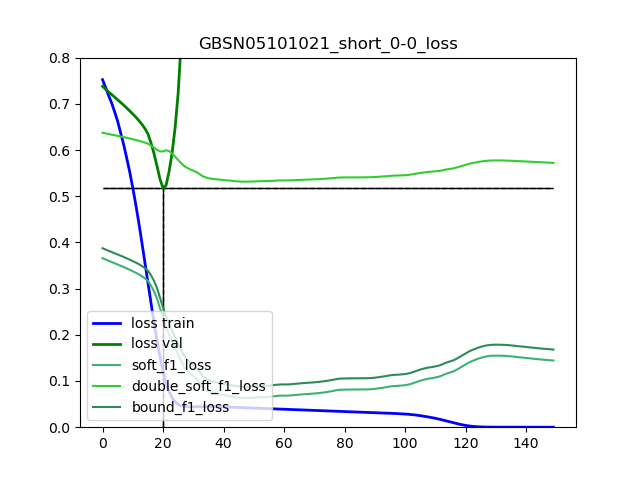 GBSN05101021_short_0-0_loss
0.8
0.7
0.6
0.5
0.4
0.3
0.2
0.1
0.0
loss train
loss val
soft_f1_loss
double_soft_f1_loss
bound_f1_loss
0 20 40 60 80 100 120 140